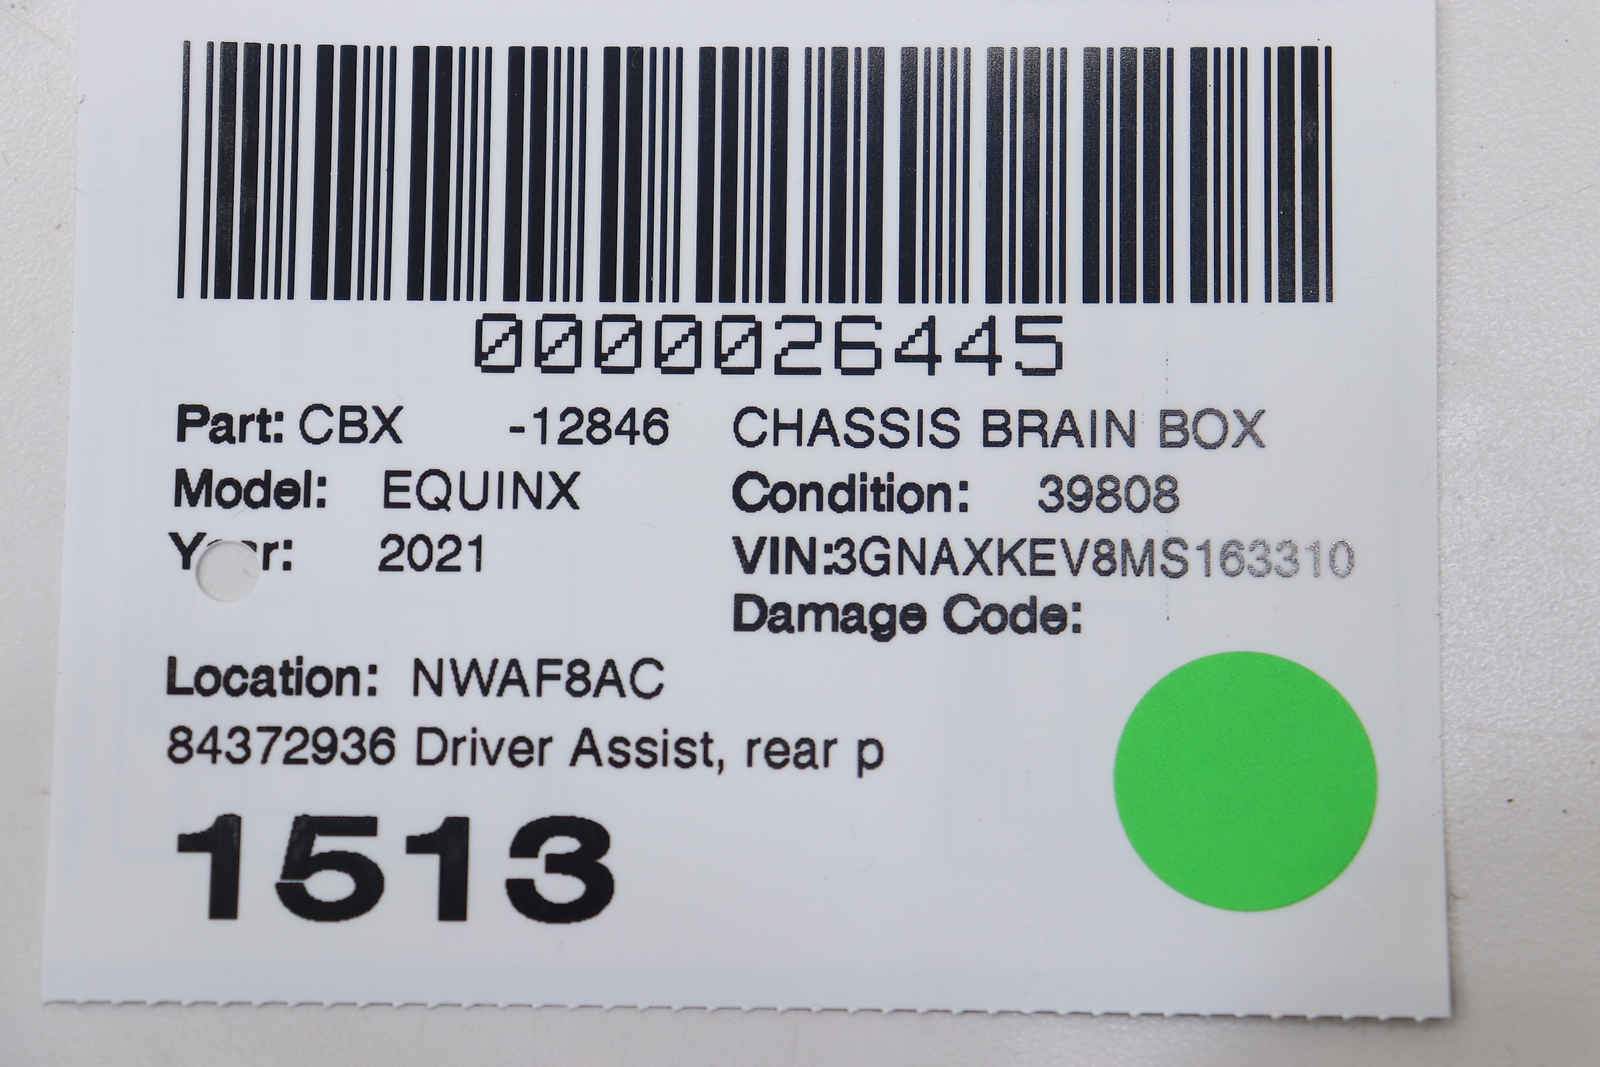 0000026445
Part: CBX -12846 CHASSIS BRAIN BOX
Model: EQUINX Condition: 39808
Year: 2021 VIN:3GNAXKEV8MS163310
Damage Code:
Location: NWAF8AC
84372936 Driver Assist, rear p
1513